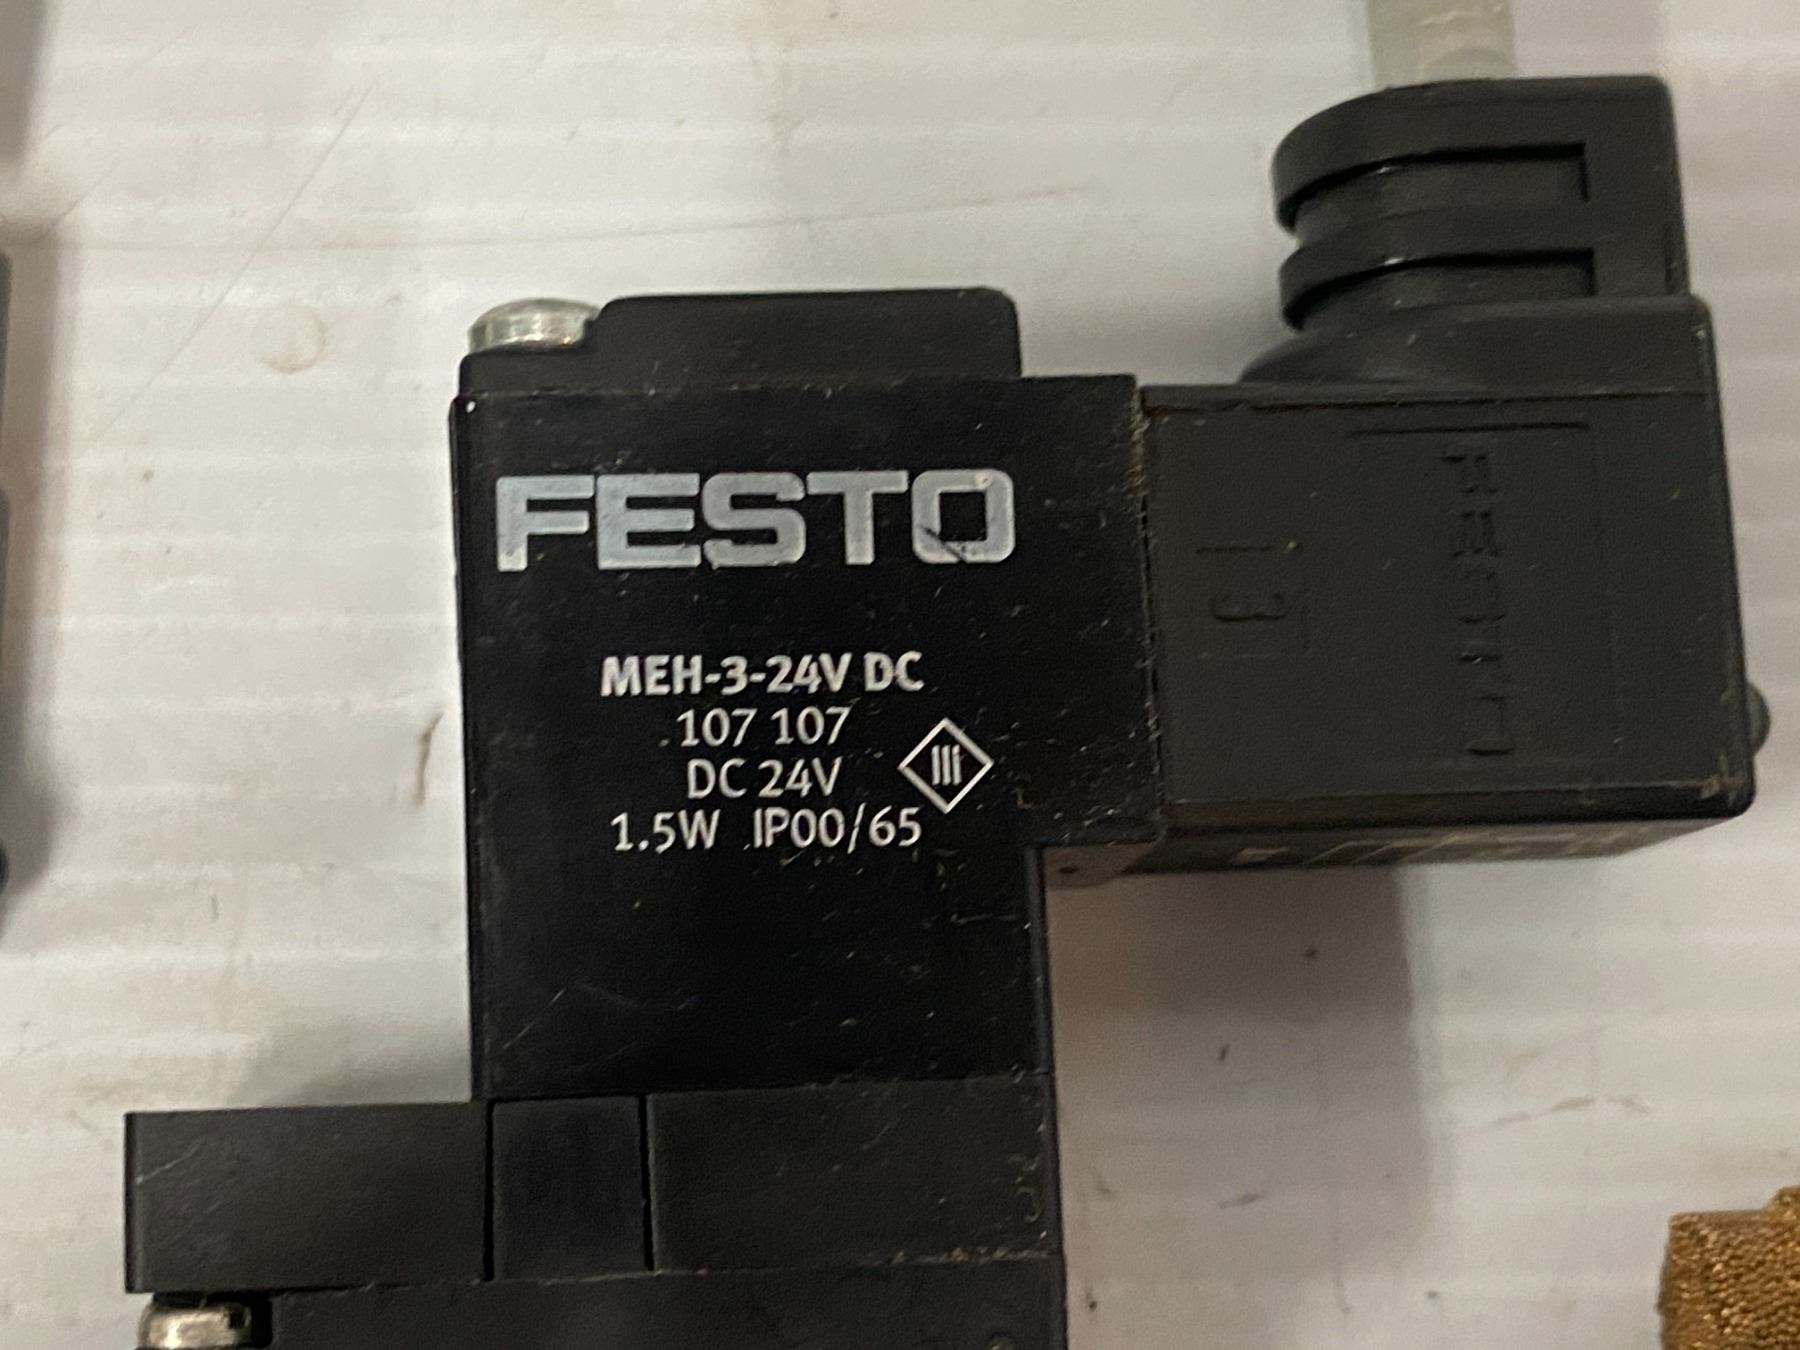 FESTO
MEH-3-24V DC
107 107
DC 24V
1.5W IP00/65
FESTO